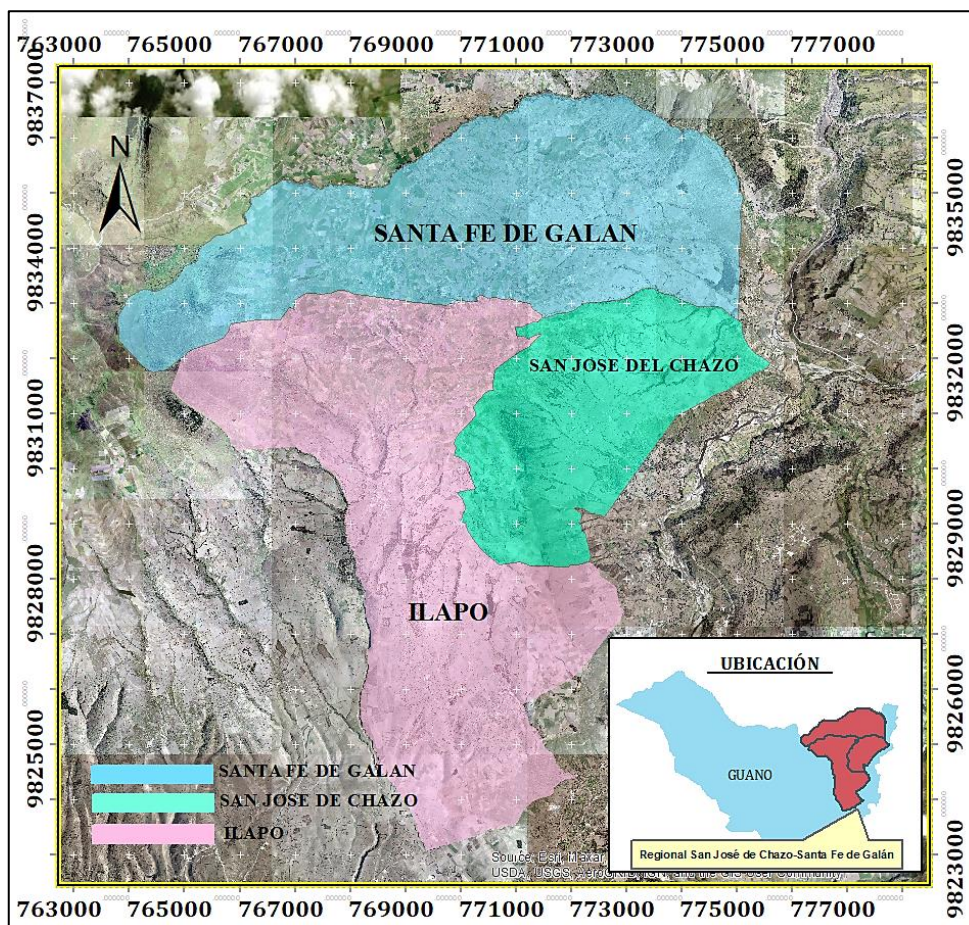 763000 765000 767000 769000 771000 773000 775000 777000
9837000
9835000
N
SANTA FE DE GALAN
9834000
SAN JOSE DEL CHAZO
9832000
9831000
9829000
ILAPO
9828000
UBICACIÓN
GUANO
Regional San José de Chazo-Santa Fe de Galán
9826000
9825000
SANTA FE DE GALAN
SAN JOSE DE CHAZO
ILAPO
Source: Esri, Maxar,
USDA, USGS, AeroGRID, IGN, and the GIS User Community
9823000
763000 765000 767000 769000 771000 773000 775000 777000